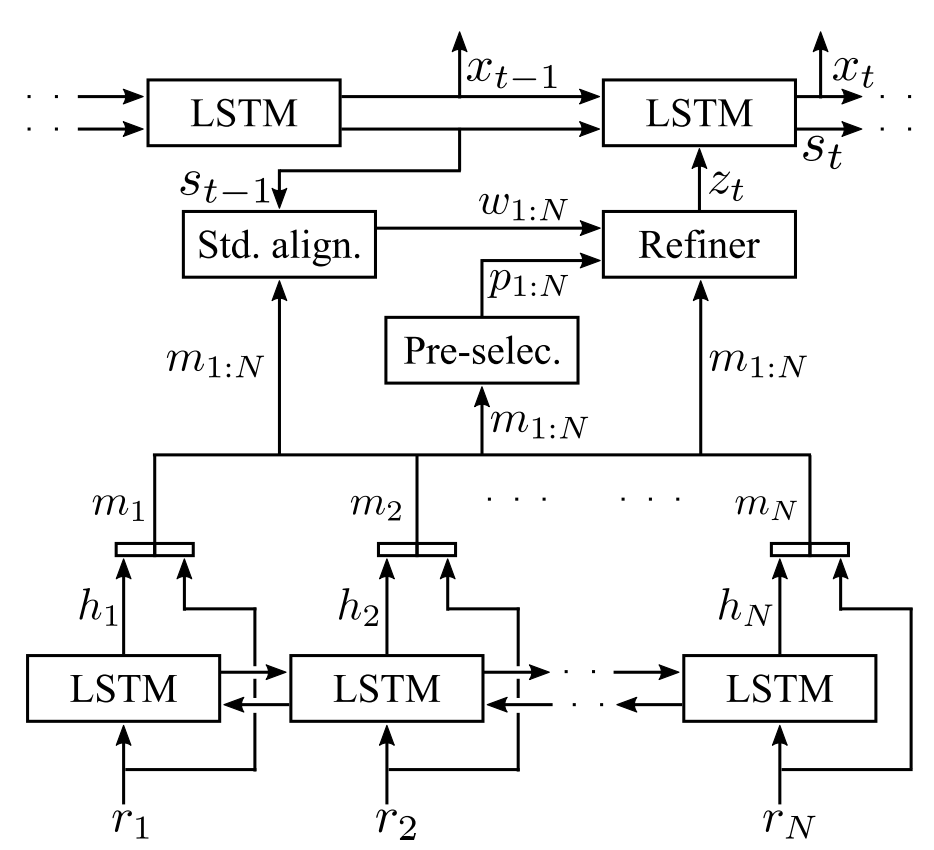 x_{t-1} x_t
· · LSTM LSTM · ·
· · · ·
s_{t-1} s_t
w_{1:N} z_t
Std. align. Refiner
p_{1:N}
m_{1:N} Pre-selec. m_{1:N}
m_{1:N}
m_1 m_2 · · · · · · m_N
h_1 h_2 h_N
LSTM LSTM · · LSTM
· ·
r_1 r_2 r_N